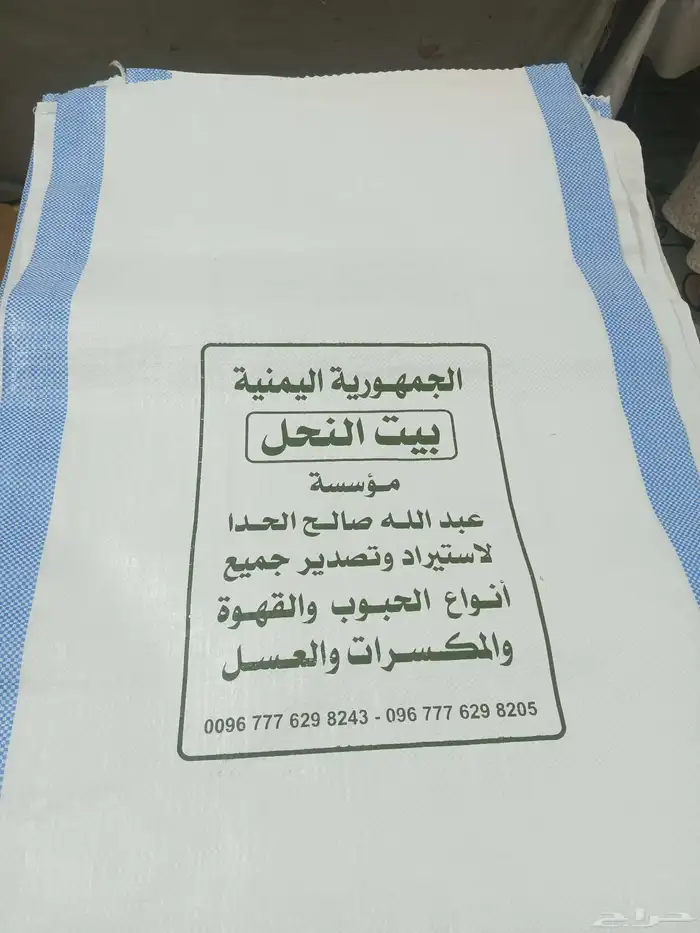 الجمهورية اليمنية
بيت النحل
مؤسسة
عبد الله صالح الحدا
لاستيراد وتصدير جميع
أنواع الحبوب والقهوة
والمكسرات والعسل
0096 777 629 8243 - 096 777 629 8205
حراج